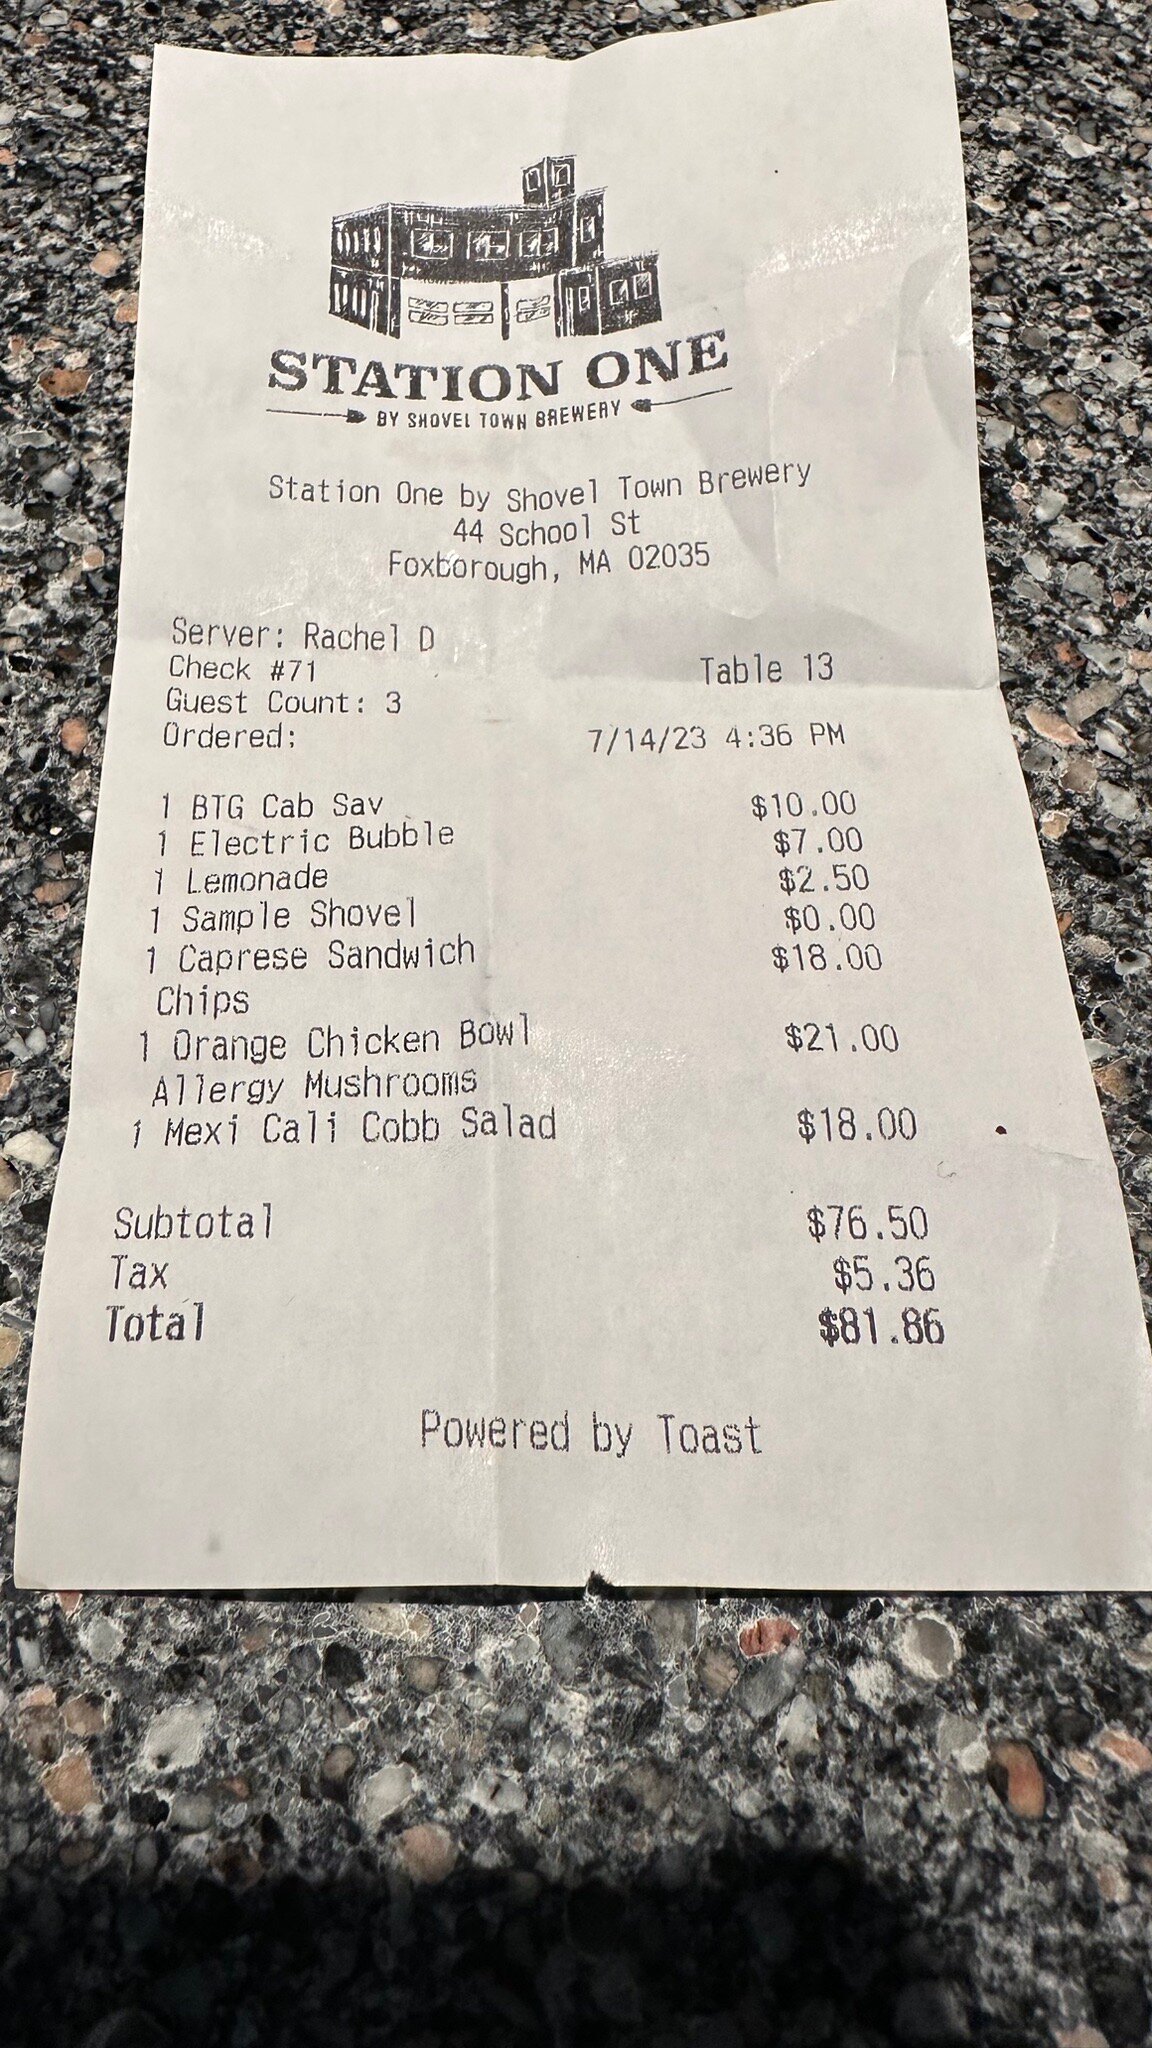 STATION ONE
BY SHOVEL TOWN BREWERY
Station One by Shovel Town Brewery
44 School St
Foxborough, MA 02035
Server: Rachel D
Check #71 Table 13
Guest Count: 3
Ordered: 7/14/23 4:36 PM
1 BTG Cab Sav $10.00
1 Electric Bubble $7.00
1 Lemonade $2.50
1 Sample Shovel $0.00
1 Caprese Sandwich $18.00
Chips
1 Orange Chicken Bowl $21.00
Allergy Mushrooms
1 Mexi Cali Cobb Salad $18.00
Subtotal $76.50
Tax $5.36
Total $81.86
Powered by Toast